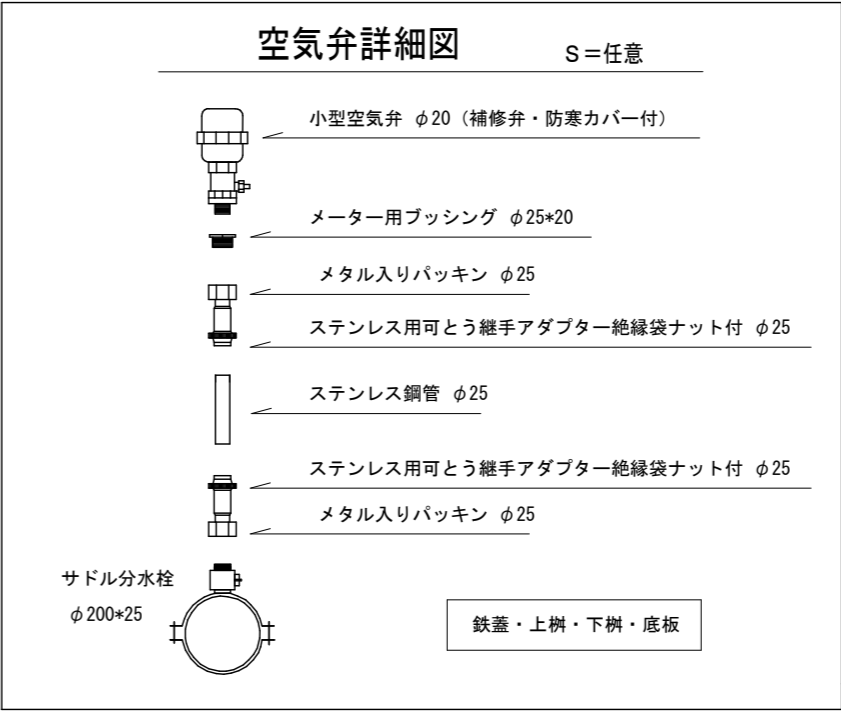 空気弁詳細図 S=任意
小型空気弁 φ20（補修弁・防寒カバー付）
メーター用ブッシング φ25*20
メタル入りパッキン φ25
ステンレス用可とう継手アダプター絶縁袋ナット付 φ25
ステンレス鋼管 φ25
ステンレス用可とう継手アダプター絶縁袋ナット付 φ25
メタル入りパッキン φ25
サドル分水栓
φ200*25
鉄蓋・上桝・下桝・底板